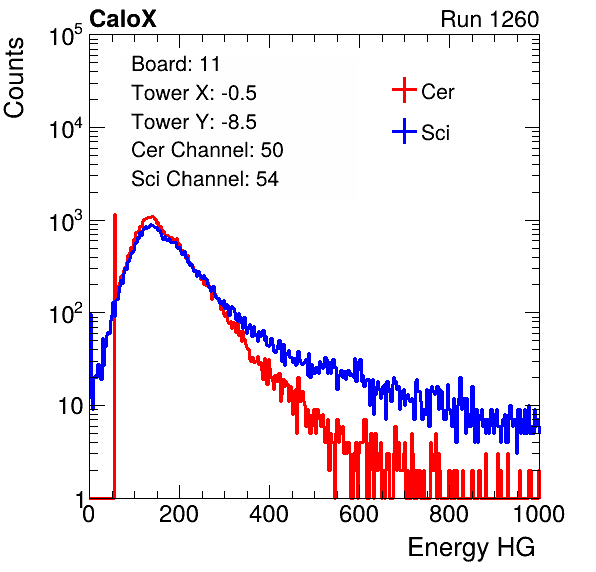 CaloX Run 1260
Counts
Board: 11
Tower X: -0.5
Tower Y: -8.5
Cer Channel: 50
Sci Channel: 54
Cer
Sci
10^5
10^4
10^3
10^2
10
1
0 200 400 600 800 1000
Energy HG